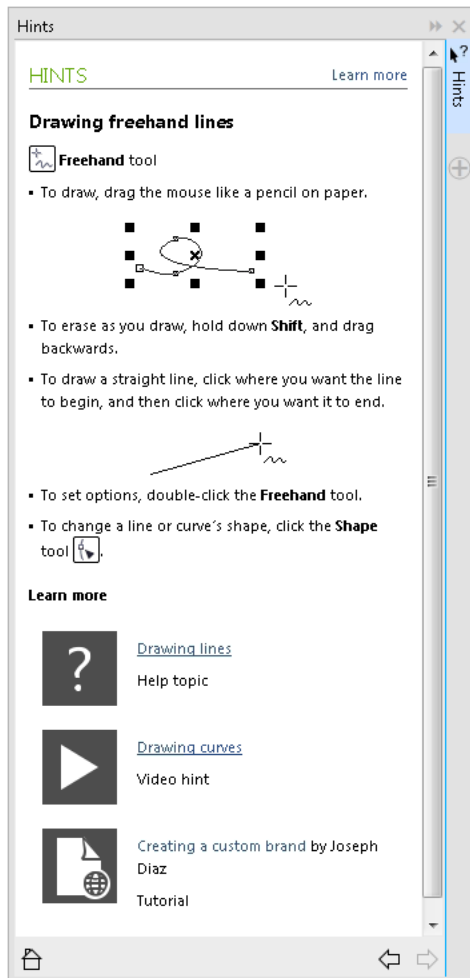 Hints
HINTS
Learn more
Drawing freehand lines
Freehand tool
▪ To draw, drag the mouse like a pencil on paper.
▪ To erase as you draw, hold down Shift, and drag
backwards.
▪ To draw a straight line, click where you want the line
to begin, and then click where you want it to end.
▪ To set options, double-click the Freehand tool.
▪ To change a line or curve's shape, click the Shape
tool .
Learn more
?
Drawing lines
Help topic
Drawing curves
Video hint
Creating a custom brand by Joseph
Diaz
Tutorial
?
Hints